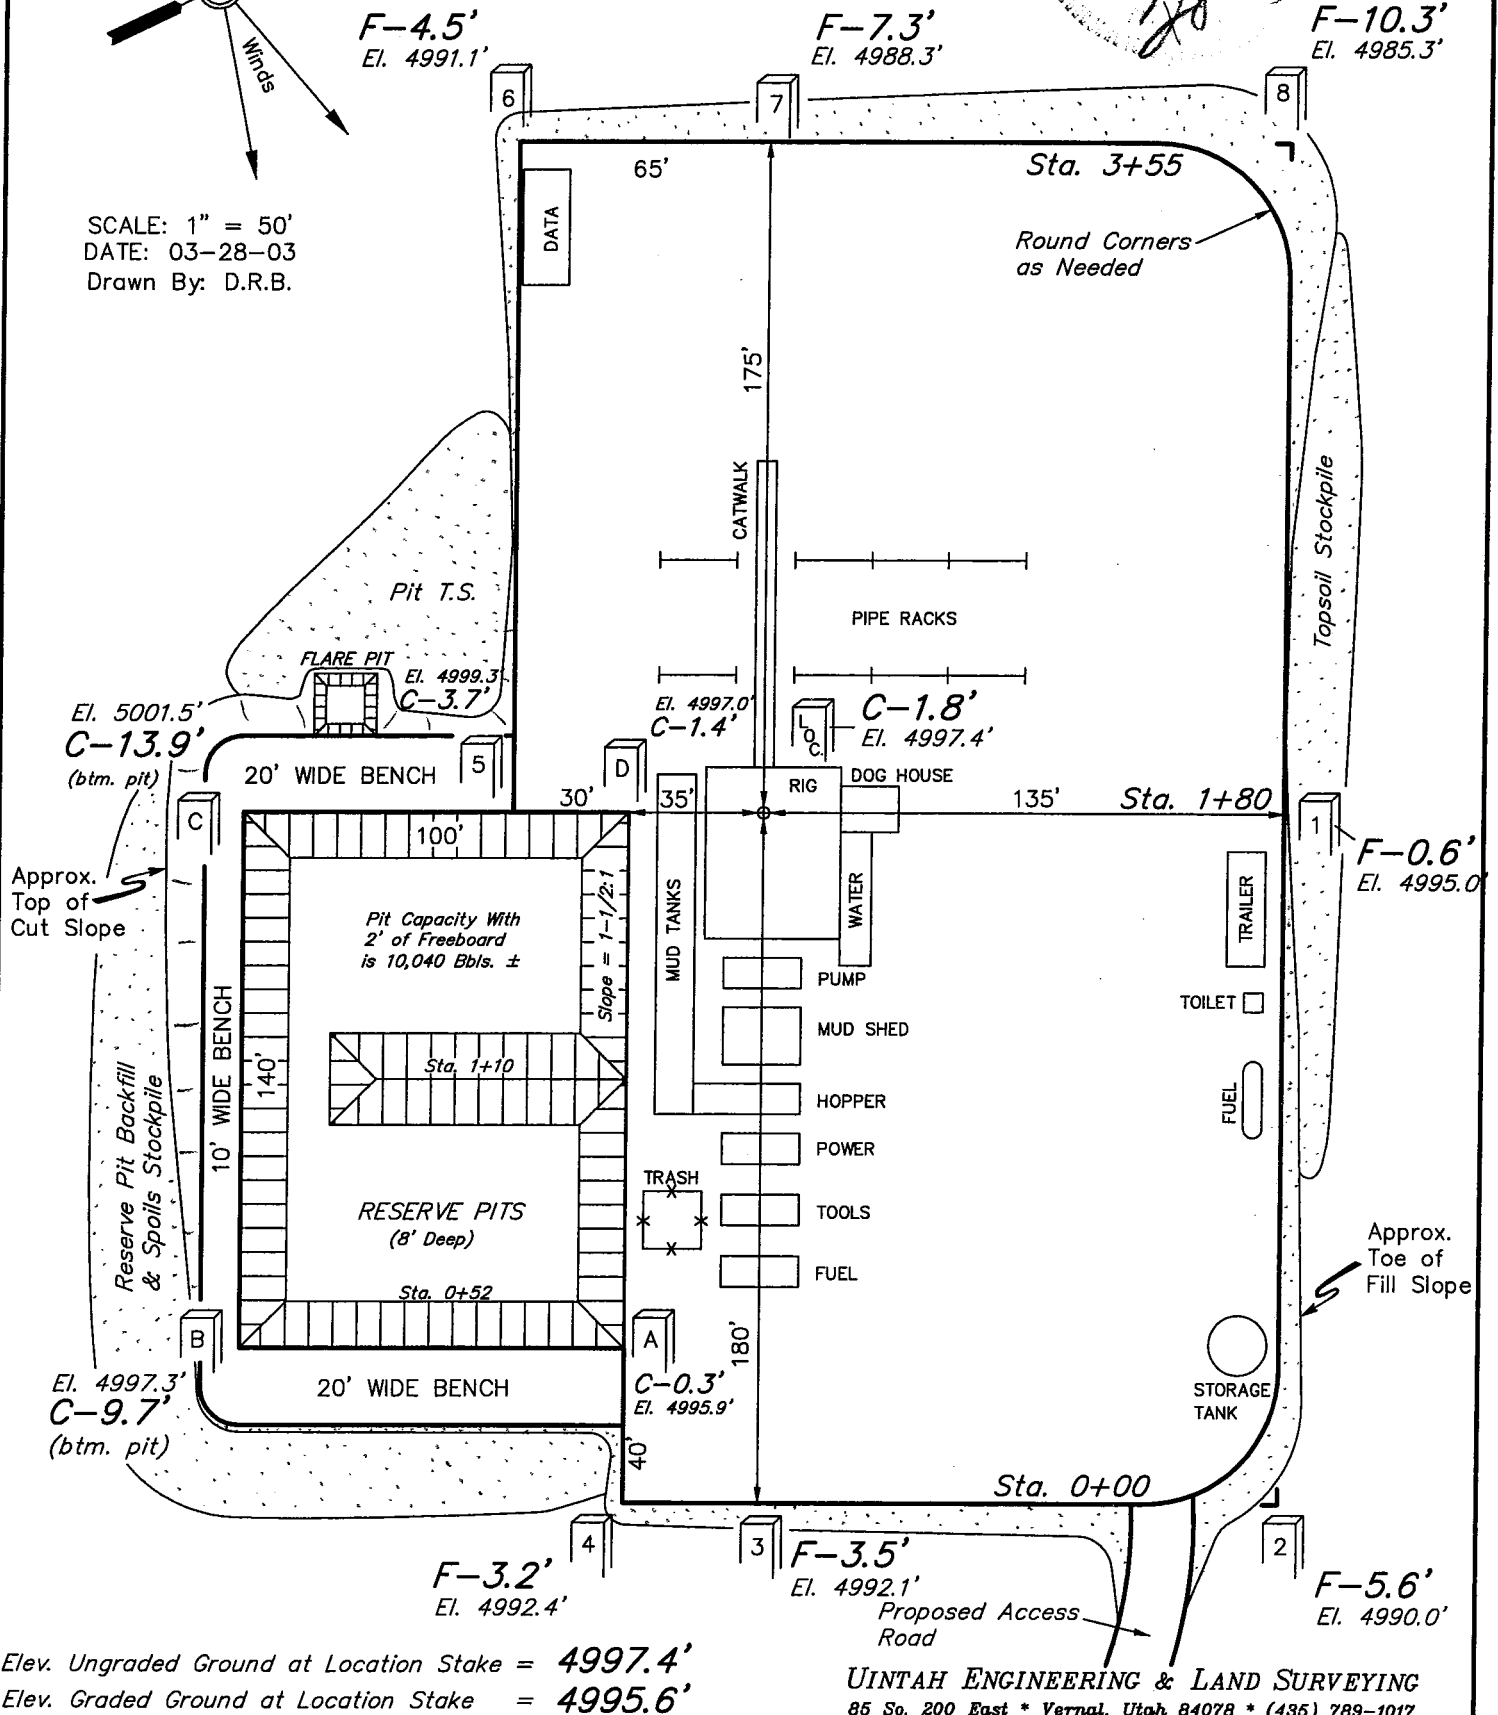 F-4.5'
El. 4991.1'
F-7.3'
El. 4988.3'
F-10.3'
El. 4985.3'
Winds
6
7
8
SCALE: 1" = 50'
DATE: 03-28-03
Drawn By: D.R.B.
65'
Sta. 3+55
DATA
Round Corners
as Needed
175'
CATWALK
Topsoil Stockpile
Pit T.S.
PIPE RACKS
FLARE PIT
El. 4999.3'
C-3.7'
El. 5001.5'
C-13.9'
(btm. pit)
El. 4997.0'
C-1.4'
LOC.
C-1.8'
El. 4997.4'
20' WIDE BENCH
5
D
RIG
DOG HOUSE
30'
35'
135'
Sta. 1+80
C
1
100'
F-0.6'
El. 4995.0'
Approx.
Top of
Cut Slope
Pit Capacity With
2' of Freeboard
is 10,040 Bbls. ±
Slope = 1-1/2:1
MUD TANKS
WATER
TRAILER
PUMP
TOILET
MUD SHED
10' WIDE BENCH
140'
Sta. 1+10
HOPPER
FUEL
Reserve Pit Backfill
& Spoils Stockpile
POWER
TRASH
RESERVE PITS
(8' Deep)
TOOLS
Approx.
Toe of
Fill Slope
FUEL
Sta. 0+52
B
A
180'
El. 4997.3'
C-9.7'
(btm. pit)
20' WIDE BENCH
C-0.3'
El. 4995.9'
STORAGE
TANK
40'
Sta. 0+00
4
3
2
F-3.2'
El. 4992.4'
F-3.5'
El. 4992.1'
F-5.6'
El. 4990.0'
Proposed Access
Road
Elev. Ungraded Ground at Location Stake = 4997.4'
Elev. Graded Ground at Location Stake = 4995.6'
UINTAH ENGINEERING & LAND SURVEYING
85 So. 200 East * Vernal, Utah 84078 * (435) 789-1017